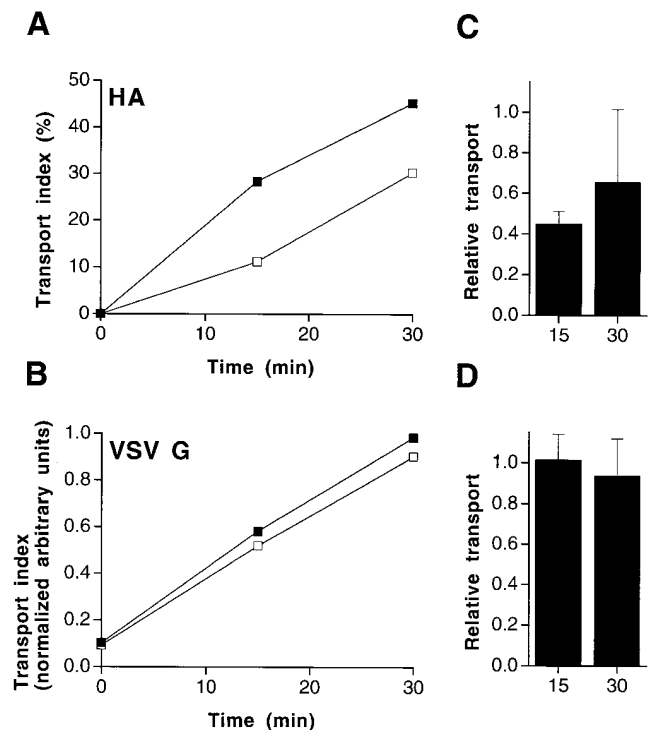 A
HA
Transport index (%)
50
40
30
20
10
0
0 10 20 30
Time (min)
C
Relative transport
1.0
0.8
0.6
0.4
0.2
0.0
15 30
B
VSV G
Transport index
(normalized arbitrary units)
1.0
0.8
0.6
0.4
0.2
0.0
0 10 20 30
Time (min)
D
Relative transport
1.0
0.8
0.6
0.4
0.2
0.0
15 30